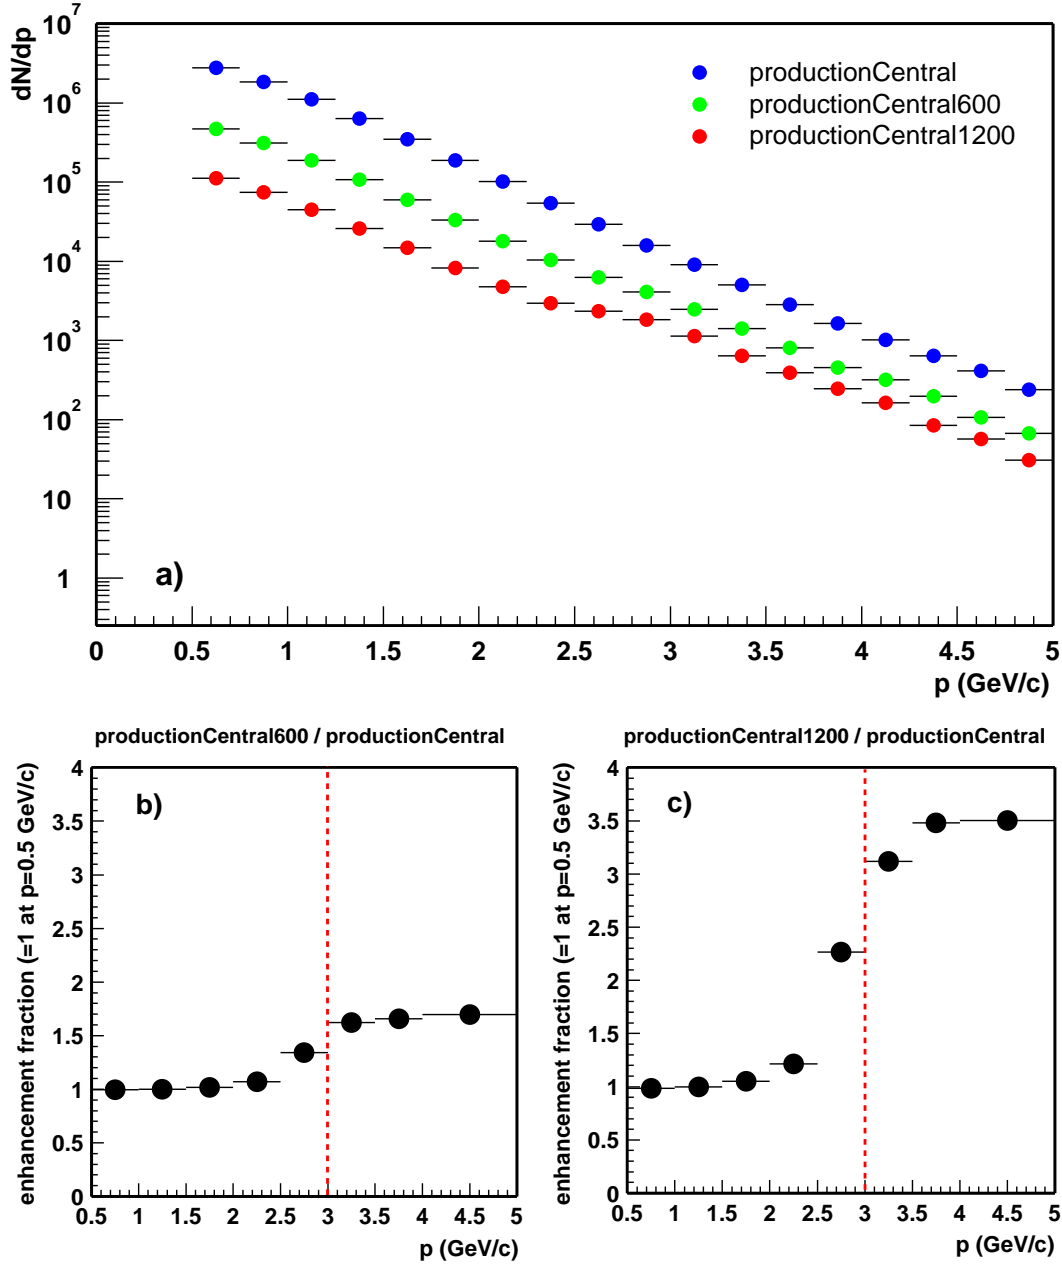 dN/dp
10^7
10^6
10^5
10^4
10^3
10^2
10
1
productionCentral
productionCentral600
productionCentral1200
a)
0 0.5 1 1.5 2 2.5 3 3.5 4 4.5 5
p (GeV/c)
productionCentral600 / productionCentral
enhancement fraction (=1 at p=0.5 GeV/c)
4
3.5
3
2.5
2
1.5
1
0.5
0
b)
0.5 1 1.5 2 2.5 3 3.5 4 4.5 5
p (GeV/c)
productionCentral1200 / productionCentral
enhancement fraction (=1 at p=0.5 GeV/c)
4
3.5
3
2.5
2
1.5
1
0.5
0
c)
0.5 1 1.5 2 2.5 3 3.5 4 4.5 5
p (GeV/c)